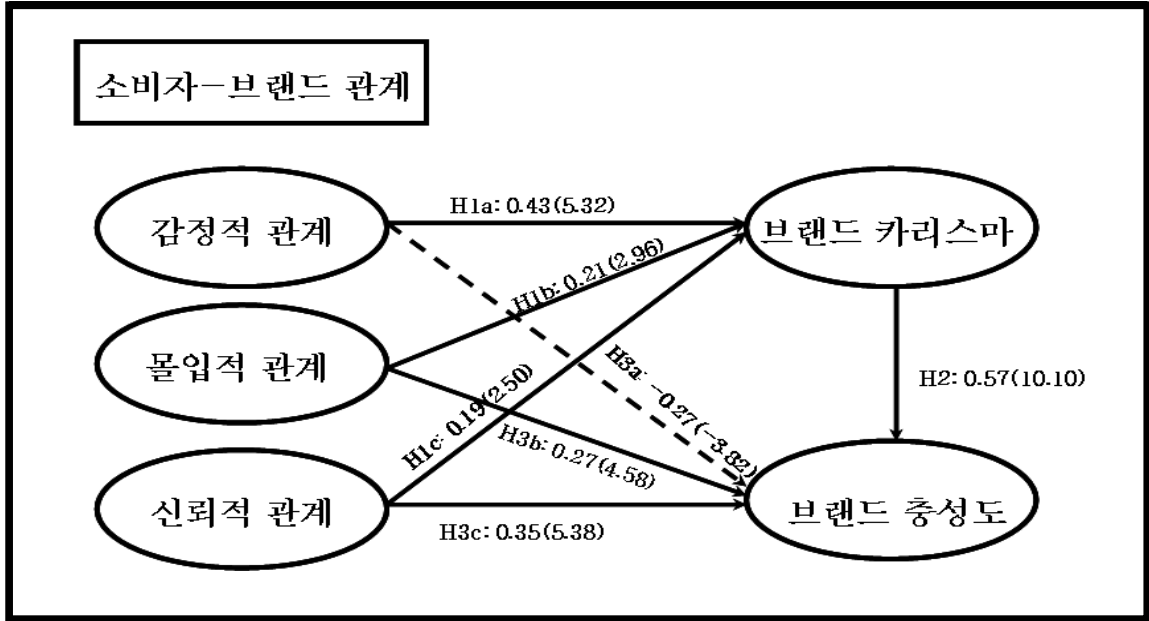 소비자-브랜드 관계
감정적 관계
H1a: 0.43(5.32)
브랜드 카리스마
H1b: 0.21(2.96)
몰입적 관계
H3a: -0.27(-3.82)
H2: 0.57(10.10)
H1c: 0.19(2.50)
H3b: 0.27(4.58)
신뢰적 관계
브랜드 충성도
H3c: 0.35(5.38)